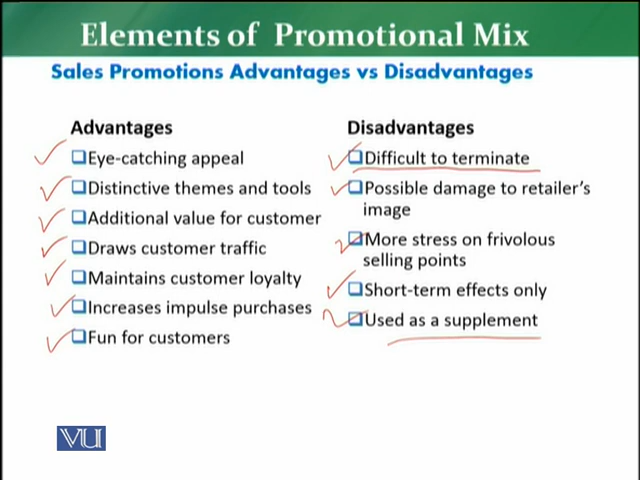 Elements of Promotional Mix
Sales Promotions Advantages vs Disadvantages
Advantages
Eye-catching appeal
Distinctive themes and tools
Additional value for customer
Draws customer traffic
Maintains customer loyalty
Increases impulse purchases
Fun for customers
Disadvantages
Difficult to terminate
Possible damage to retailer's
image
More stress on frivolous
selling points
Short-term effects only
Used as a supplement
VU